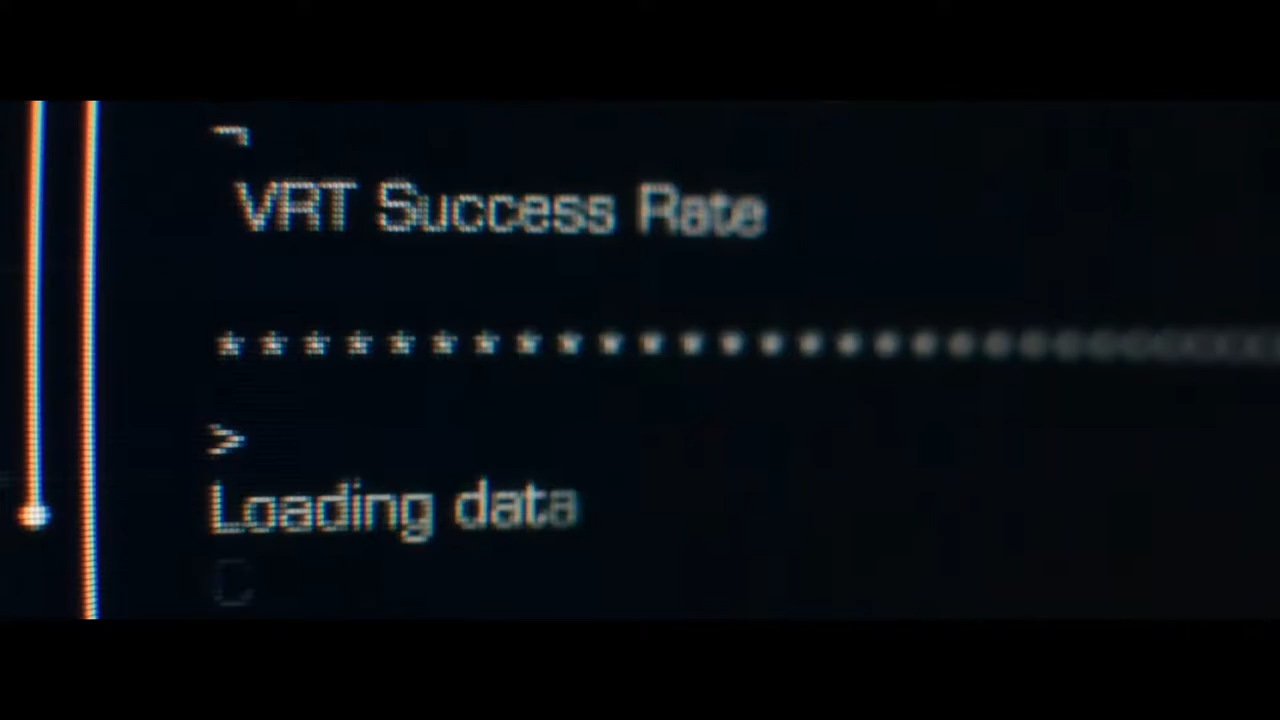 ¬
VRT Success Rate
**********************
>
Loading data
C